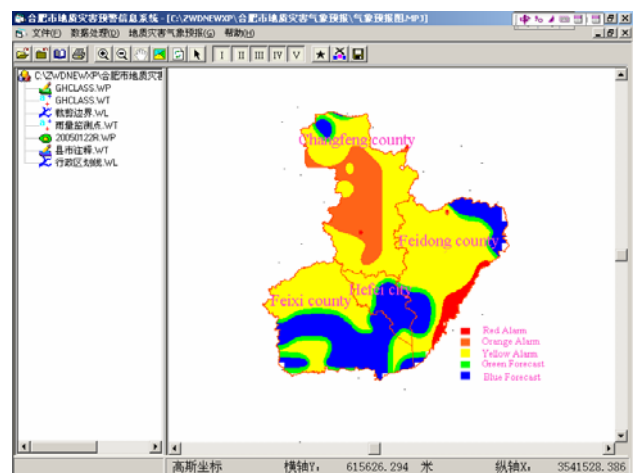 合肥市地质灾害预警信息系统 - [C:\ZWDNEWXP\合肥市地质灾害气象预报\气象预报图.MPJ]
文件(F) 数据处理(D) 地质灾害气象预报(G) 帮助(H)
I II III IV V
C:\ZWDNEWXP\合肥市地质灾害
GHCLASS.WP
GHCLASS.WT
裁剪边界.WL
雨量监测点.WT
20050122R.WP
县市注释.WT
行政区划线.WL
Changfeng county
Feidong county
Hefei city
Feixi county
Red Alarm
Orange Alarm
Yellow Alarm
Green Forecast
Blue Forecast
高斯坐标 横轴Y: 615626.294 米 纵轴X: 3541528.386